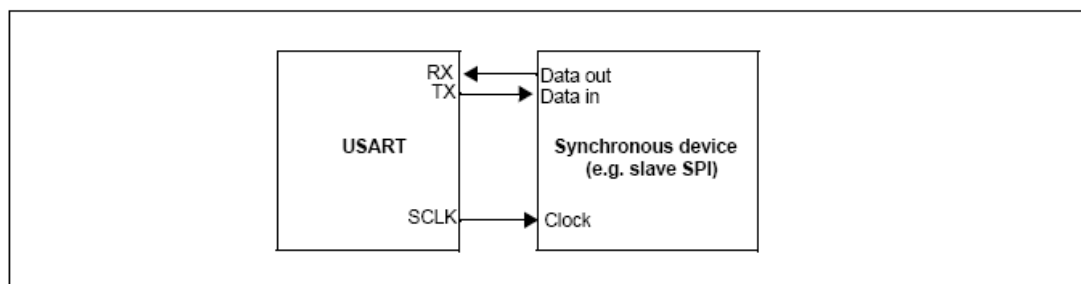 RX
TX
Data out
Data in
USART
Synchronous device
(e.g. slave SPI)
SCLK
Clock